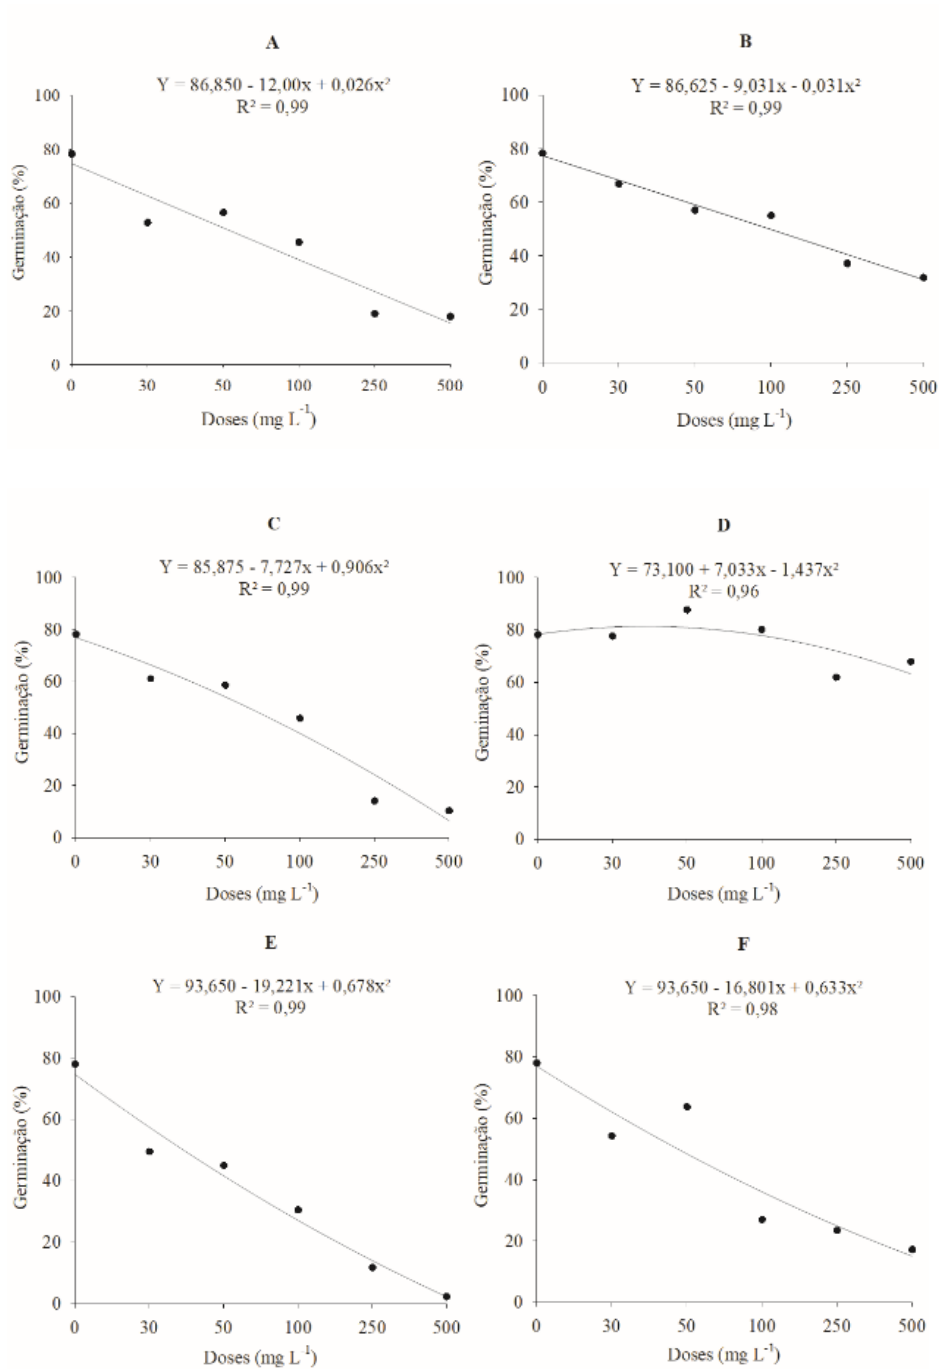 A
Y = 86,850 - 12,00x + 0,026x²
R² = 0,99
100
80
60
40
20
0
Germinação (%)
0 30 50 100 250 500
Doses (mg L⁻¹)
B
Y = 86,625 - 9,031x - 0,031x²
R² = 0,99
100
80
60
40
20
0
Germinação (%)
0 30 50 100 250 500
Doses (mg L⁻¹)
C
Y = 85,875 - 7,727x + 0,906x²
R² = 0,99
100
80
60
40
20
0
Germinação (%)
0 30 50 100 250 500
Doses (mg L⁻¹)
D
Y = 73,100 + 7,033x - 1,437x²
R² = 0,96
100
80
60
40
20
0
Geminação (%)
0 30 50 100 250 500
Doses (mg L⁻¹)
E
Y = 93,650 - 19,221x + 0,678x²
R² = 0,99
100
80
60
40
20
0
Germinação (%)
0 30 50 100 250 500
Doses (mg L⁻¹)
F
Y = 93,650 - 16,801x + 0,633x²
R² = 0,98
100
80
60
40
20
0
Germinação (%)
0 30 50 100 250 500
Doses (mg L⁻¹)